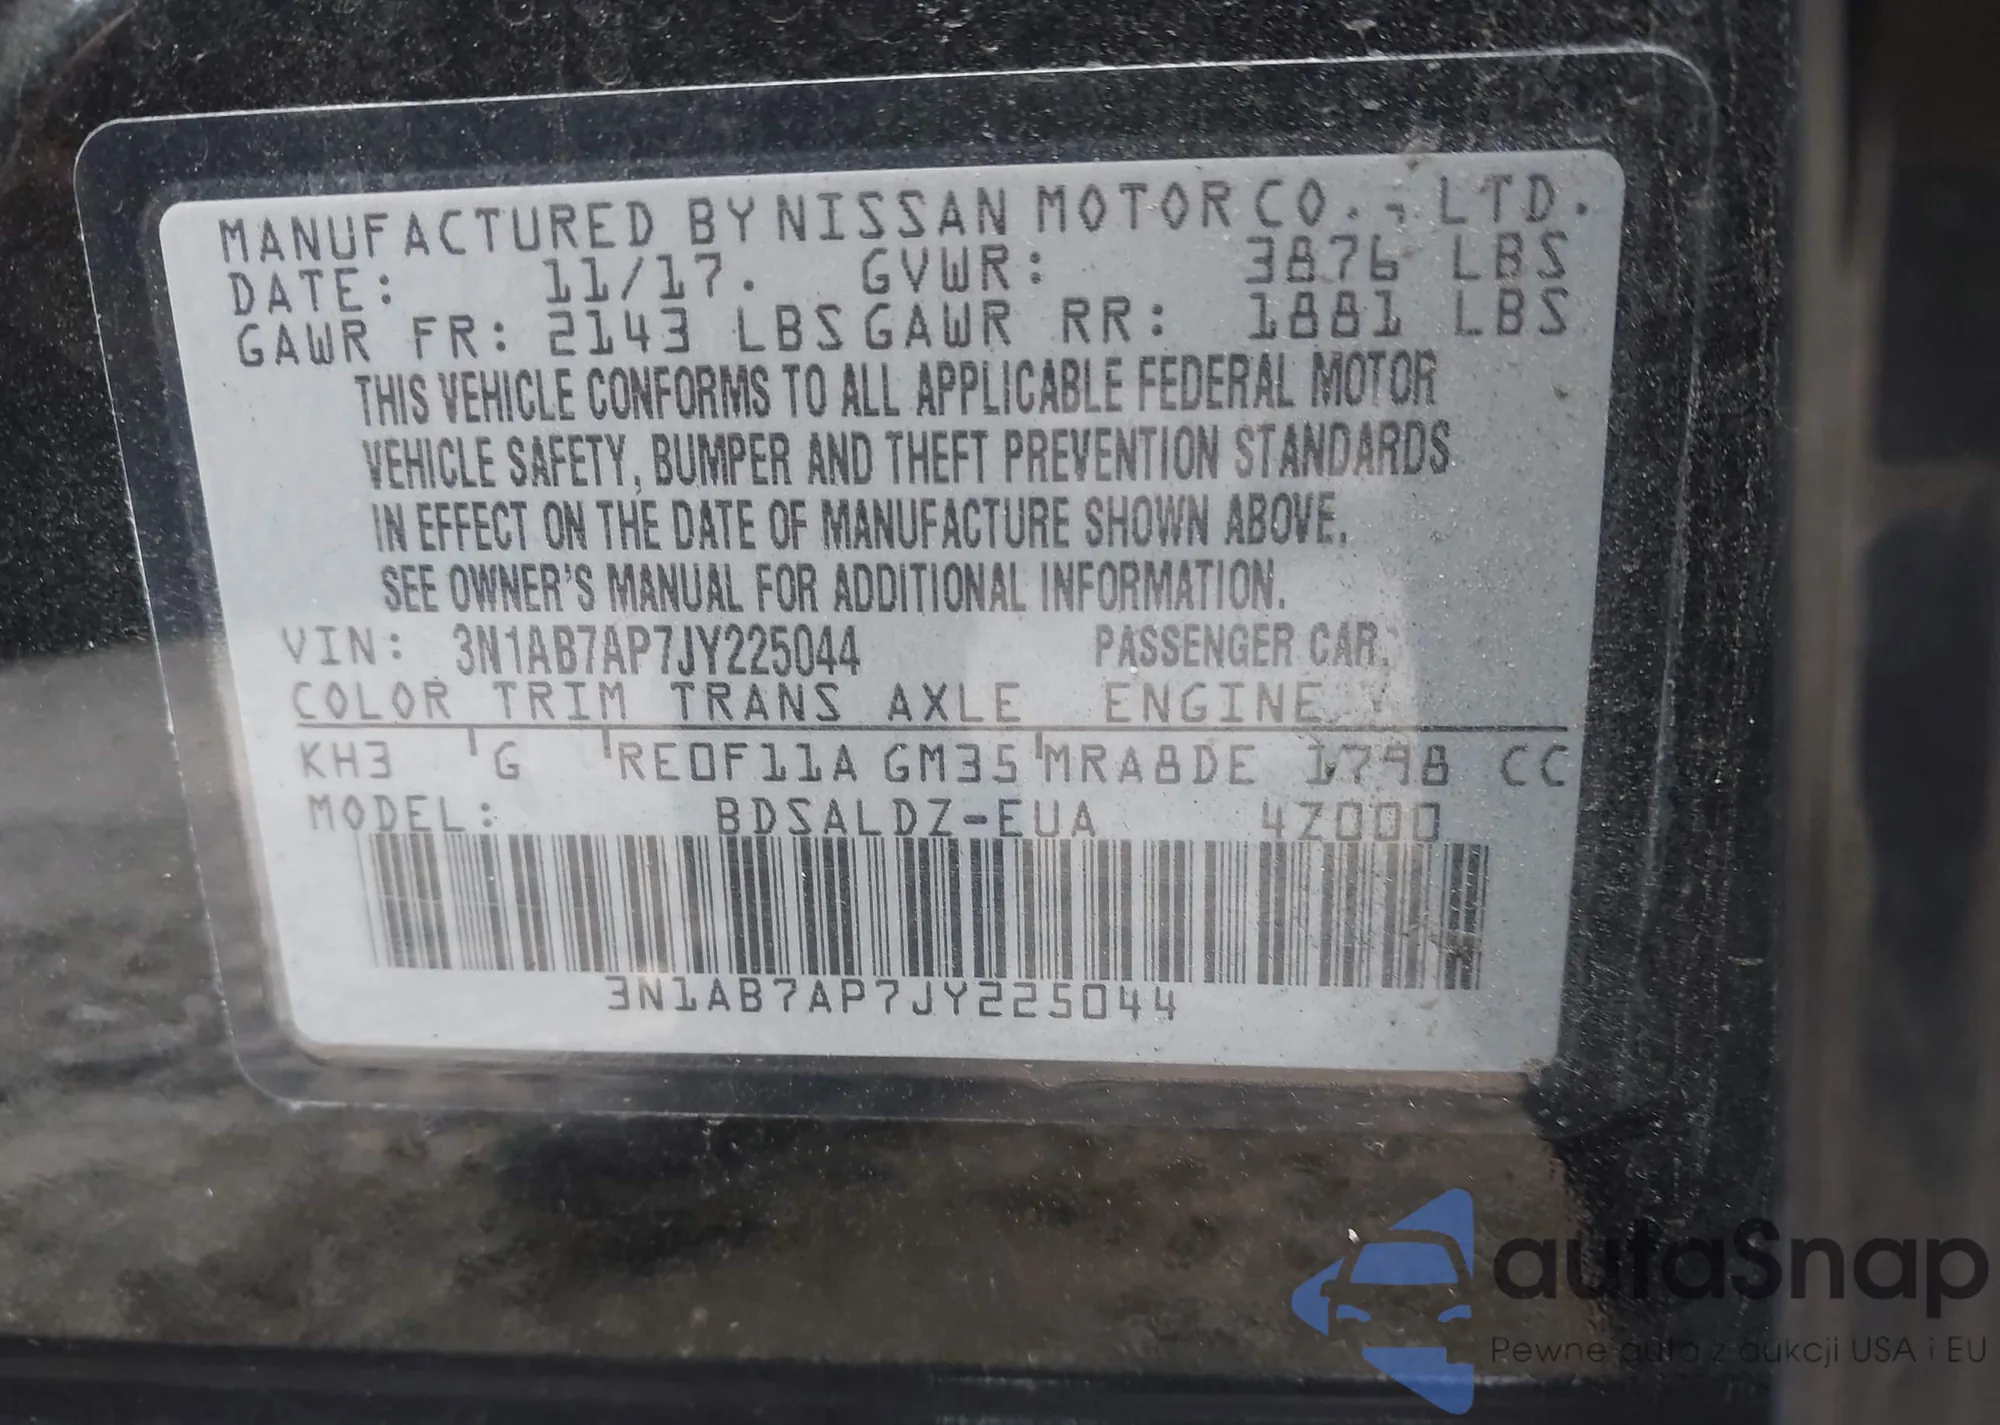 MANUFACTURED BY NISSAN MOTOR CO., LTD.
DATE: 11/17. GVWR: 3876 LBS
GAWR FR: 2143 LBS GAWR RR: 1881 LBS
THIS VEHICLE CONFORMS TO ALL APPLICABLE FEDERAL MOTOR
VEHICLE SAFETY, BUMPER AND THEFT PREVENTION STANDARDS
IN EFFECT ON THE DATE OF MANUFACTURE SHOWN ABOVE.
SEE OWNER'S MANUAL FOR ADDITIONAL INFORMATION.
VIN: 3N1AB7AP7JY225044 PASSENGER CAR.
COLOR TRIM TRANS AXLE ENGINE
KH3 G RE0F11A GM35 MRA8DE 1798 CC
MODEL: BDSALDZ-EUA 4Z000
3N1AB7AP7JY225044
autaSnap
Pewne auta z aukcji USA i EU